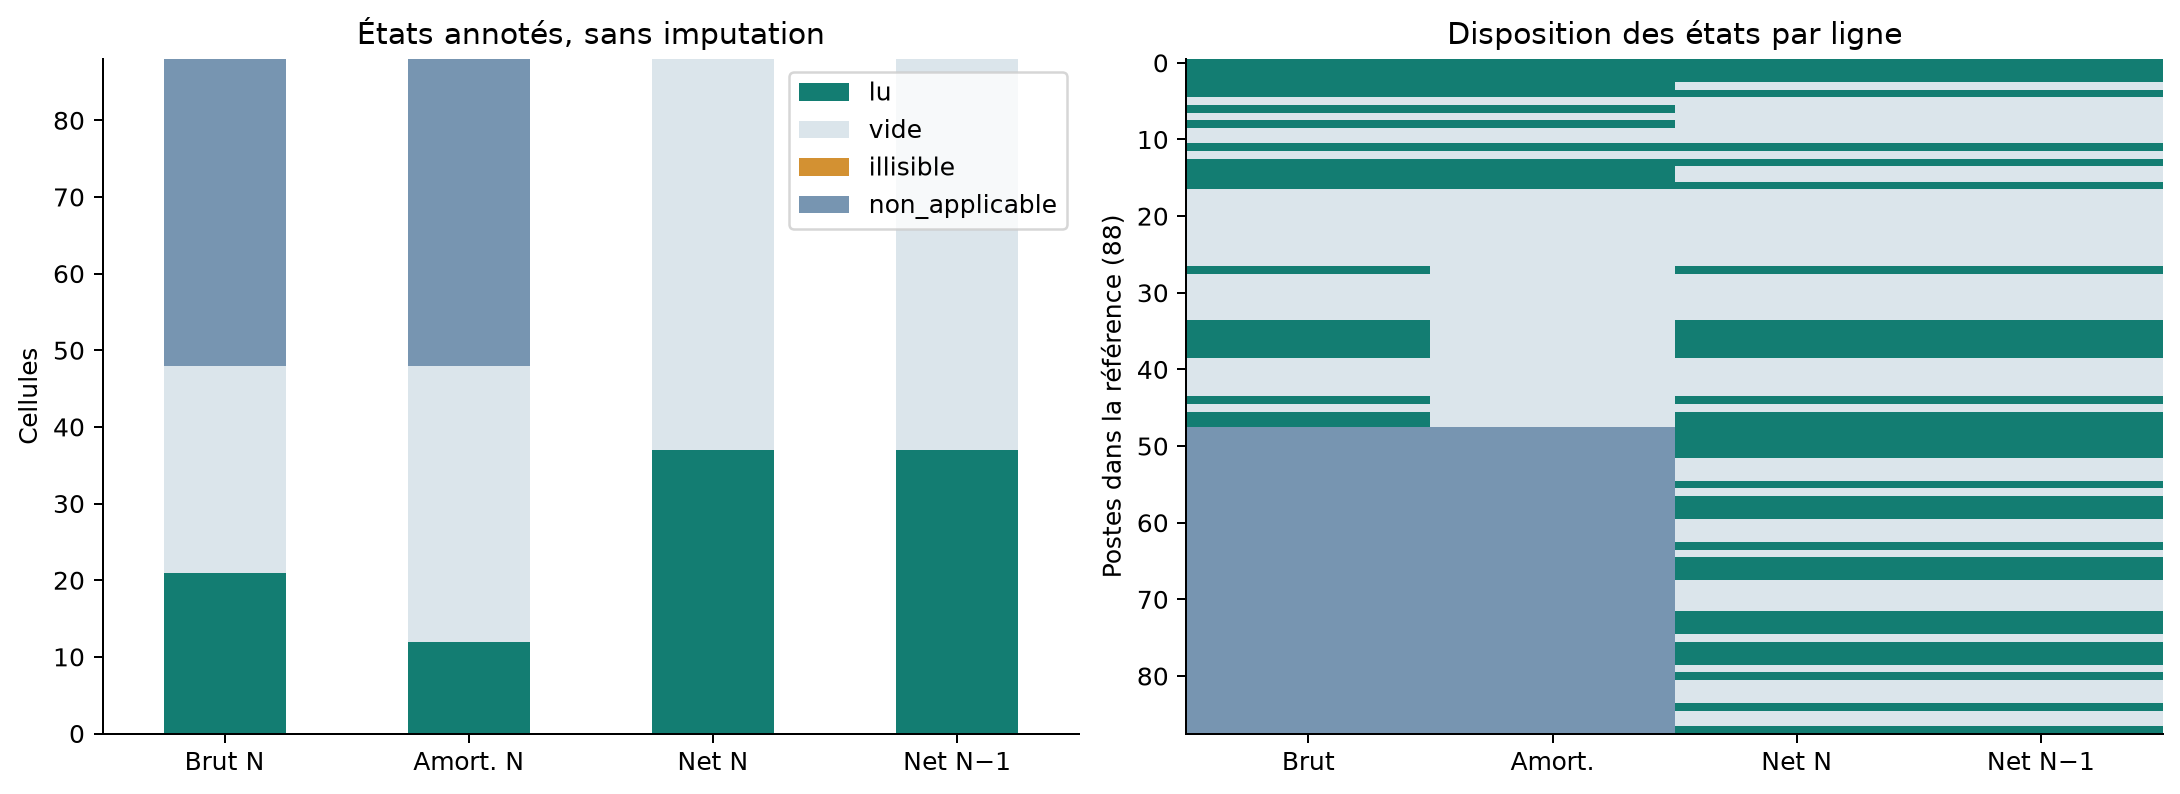 États annotés, sans imputation
Cellules
80
70
60
50
40
30
20
10
0
Brut N
Amort. N
Net N
Net N−1
lu
vide
illisible
non_applicable
Disposition des états par ligne
Postes dans la référence (88)
0
10
20
30
40
50
60
70
80
Brut
Amort.
Net N
Net N−1